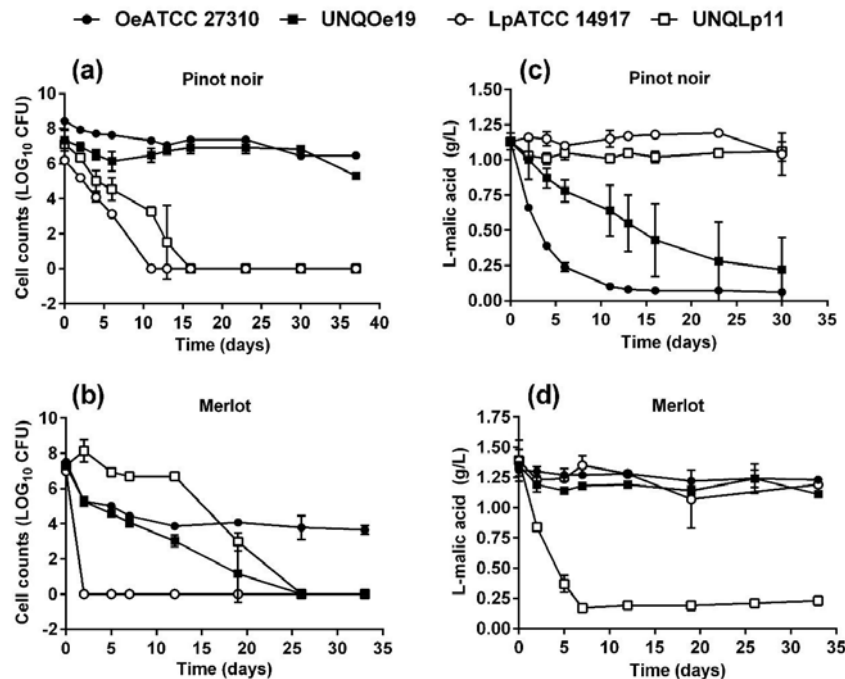 OeATCC 27310 UNQOe19 LpATCC 14917 UNQLp11
(a)
Pinot noir
Cell counts (LOG10 CFU)
10
8
6
4
2
0
-2
0 5 10 15 20 25 30 35 40
Time (days)
(c)
Pinot noir
L-malic acid (g/L)
1.50
1.25
1.00
0.75
0.50
0.25
0.00
0 5 10 15 20 25 30 35
Time (days)
(b)
Merlot
Cell counts (LOG10 CFU)
10
8
6
4
2
0
-2
0 5 10 15 20 25 30 35
Time (days)
(d)
Merlot
L-malic acid (g/L)
1.75
1.50
1.25
1.00
0.75
0.50
0.25
0.00
0 5 10 15 20 25 30 35
Time (days)